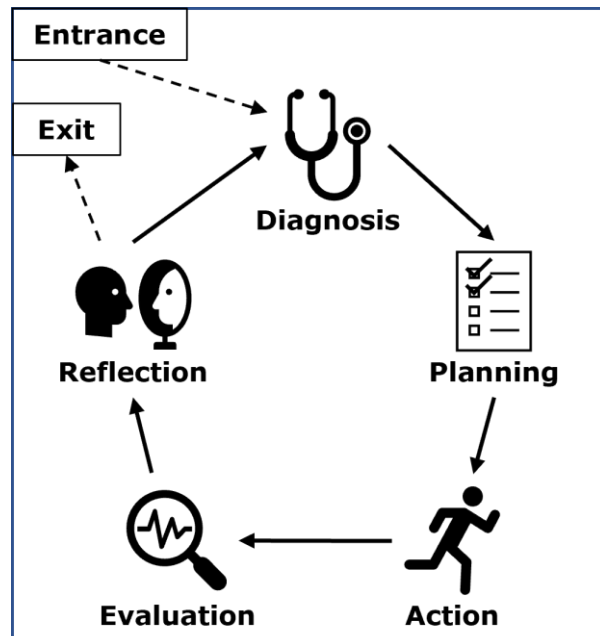 Entrance
Exit
Diagnosis
Reflection
Planning
Evaluation
Action